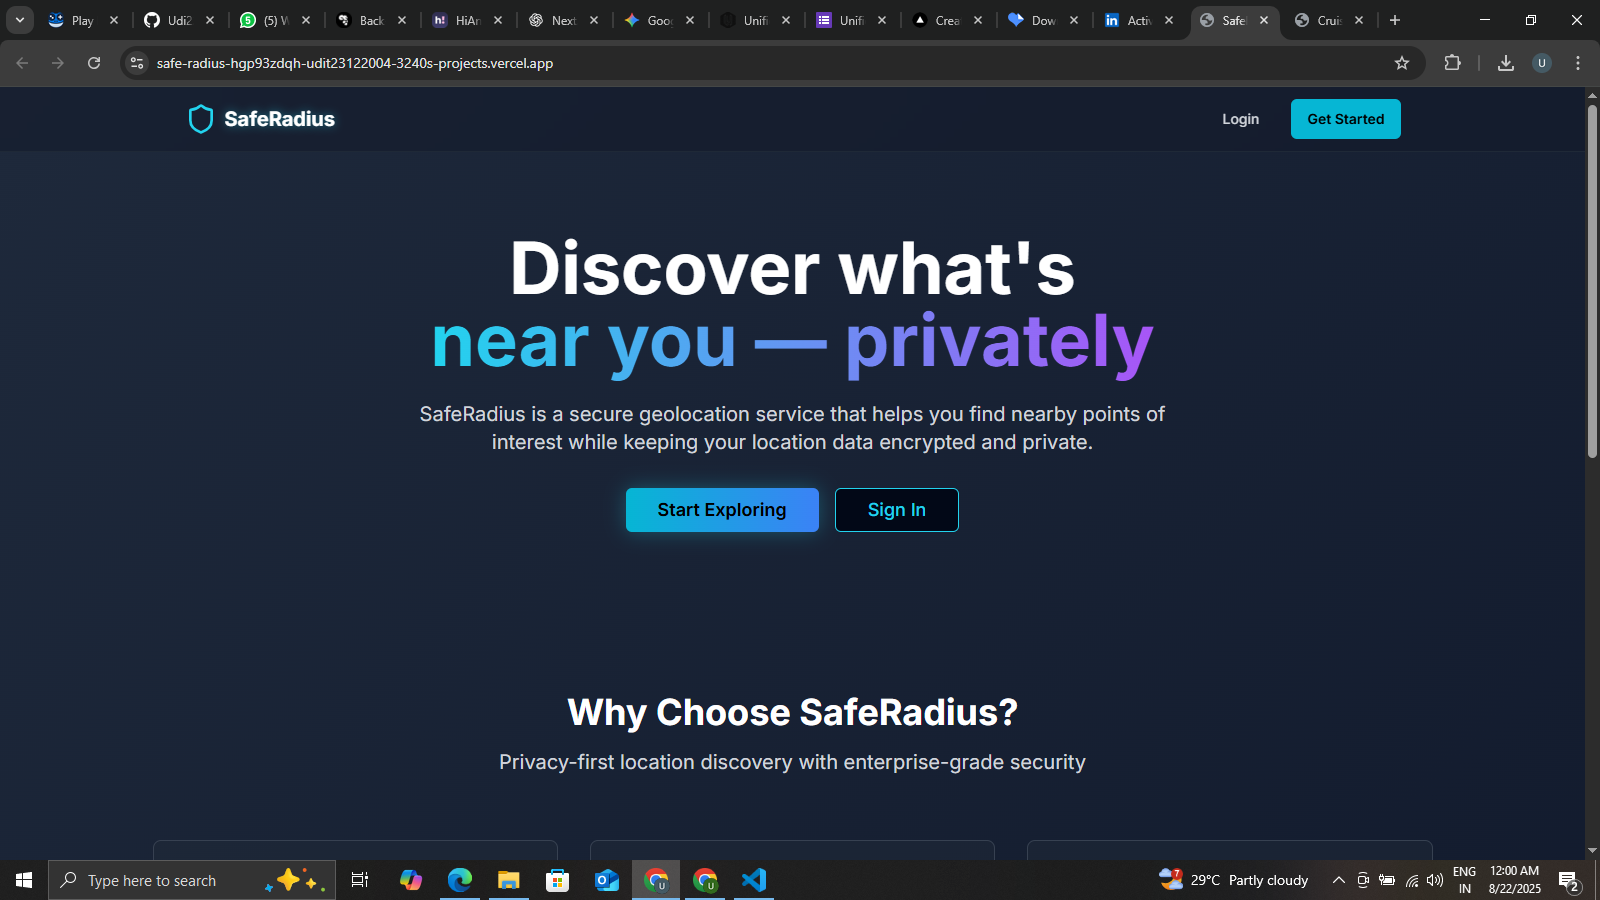 Play
Udi2
(5) W
Back
HiAn
Next
Goo
Unifi
Unifi
Crea
Dow
Activ
Safel
Crui
safe-radius-hgp93zdqh-udit23122004-3240s-projects.vercel.app
U
SafeRadius
Login
Get Started
Discover what's
near you — privately
SafeRadius is a secure geolocation service that helps you find nearby points of
interest while keeping your location data encrypted and private.
Start Exploring
Sign In
Why Choose SafeRadius?
Privacy-first location discovery with enterprise-grade security
Type here to search
29°C Partly cloudy
ENG
IN
12:00 AM
8/22/2025
2